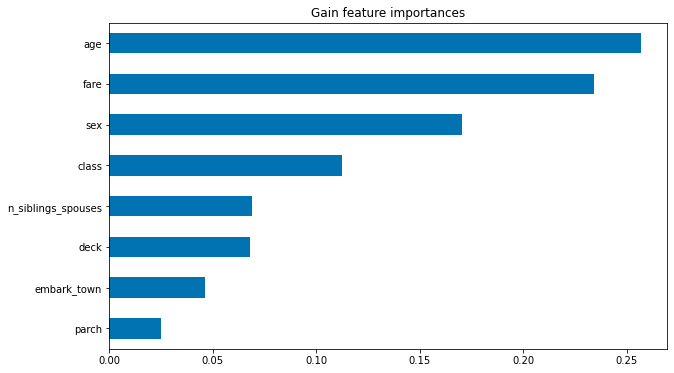 Gain feature importances
age
fare
sex
class
n_siblings_spouses
deck
embark_town
parch
0.00 0.05 0.10 0.15 0.20 0.25